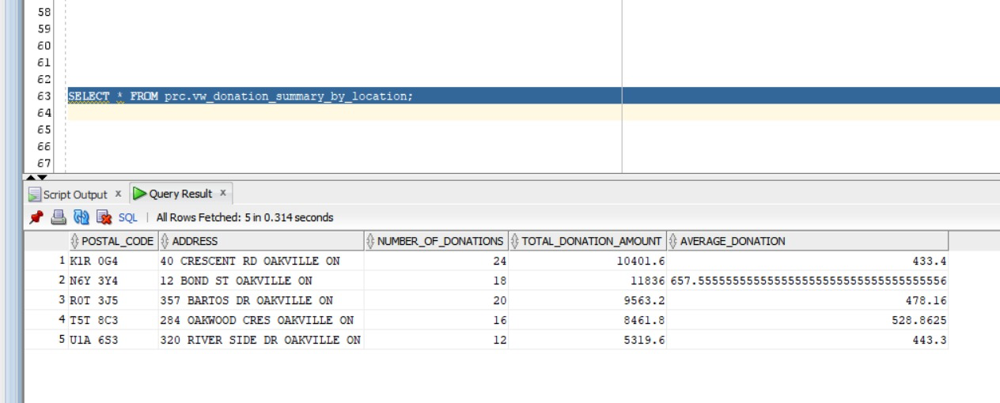 58
59
60
61
62
63 SELECT * FROM prc.vw_donation_summary_by_location;
64
65
66
67
Script Output x Query Result x
SQL | All Rows Fetched: 5 in 0.314 seconds
POSTAL_CODE ADDRESS NUMBER_OF_DONATIONS TOTAL_DONATION_AMOUNT AVERAGE_DONATION
1 K1R 0G4 40 CRESCENT RD OAKVILLE ON 24 10401.6 433.4
2 N6Y 3Y4 12 BOND ST OAKVILLE ON 18 11836 657.555555555555555555555555555555555556
3 R0T 3J5 357 BARTOS DR OAKVILLE ON 20 9563.2 478.16
4 T5T 8C3 284 OAKWOOD CRES OAKVILLE ON 16 8461.8 528.8625
5 U1A 6S3 320 RIVER SIDE DR OAKVILLE ON 12 5319.6 443.3